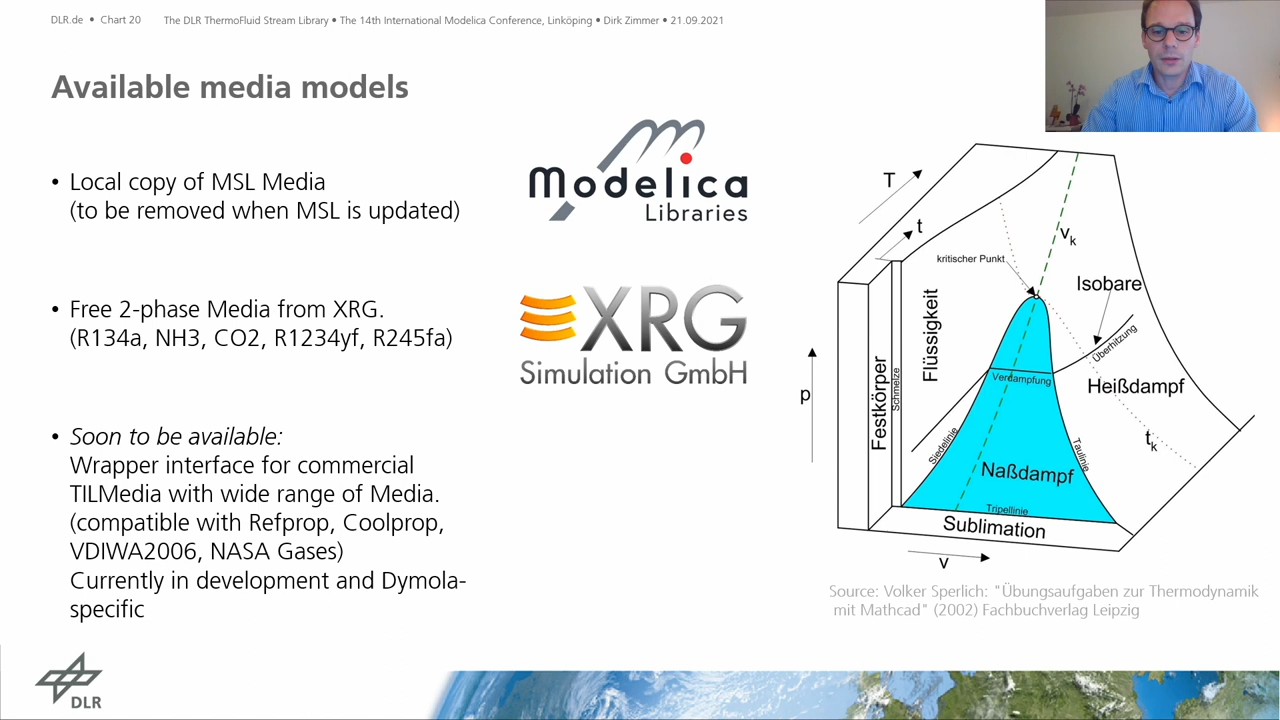 DLR.de • Chart 20
The DLR ThermoFluid Stream Library • The 14th International Modelica Conference, Linköping • Dirk Zimmer • 21.09.2021
Available media models
• Local copy of MSL Media
(to be removed when MSL is updated)
• Free 2-phase Media from XRG.
(R134a, NH3, CO2, R1234yf, R245fa)
• Soon to be available:
Wrapper interface for commercial
TILMedia with wide range of Media.
(compatible with Refprop, Coolprop,
VDIWA2006, NASA Gases)
Currently in development and Dymola-
specific
Modelica
Libraries
XRG
Simulation GmbH
T
t
vk
kritischer Punkt
Isobare
Flüssigkeit
Überhitzung
Festkörper
Schmelze
Verdampfung
Heißdampf
p
Siedelinie
Naßdampf
Taulinie
tk
Tripellinie
Sublimation
v
Source: Volker Sperlich: "Übungsaufgaben zur Thermodynamik
mit Mathcad" (2002) Fachbuchverlag Leipzig
DLR